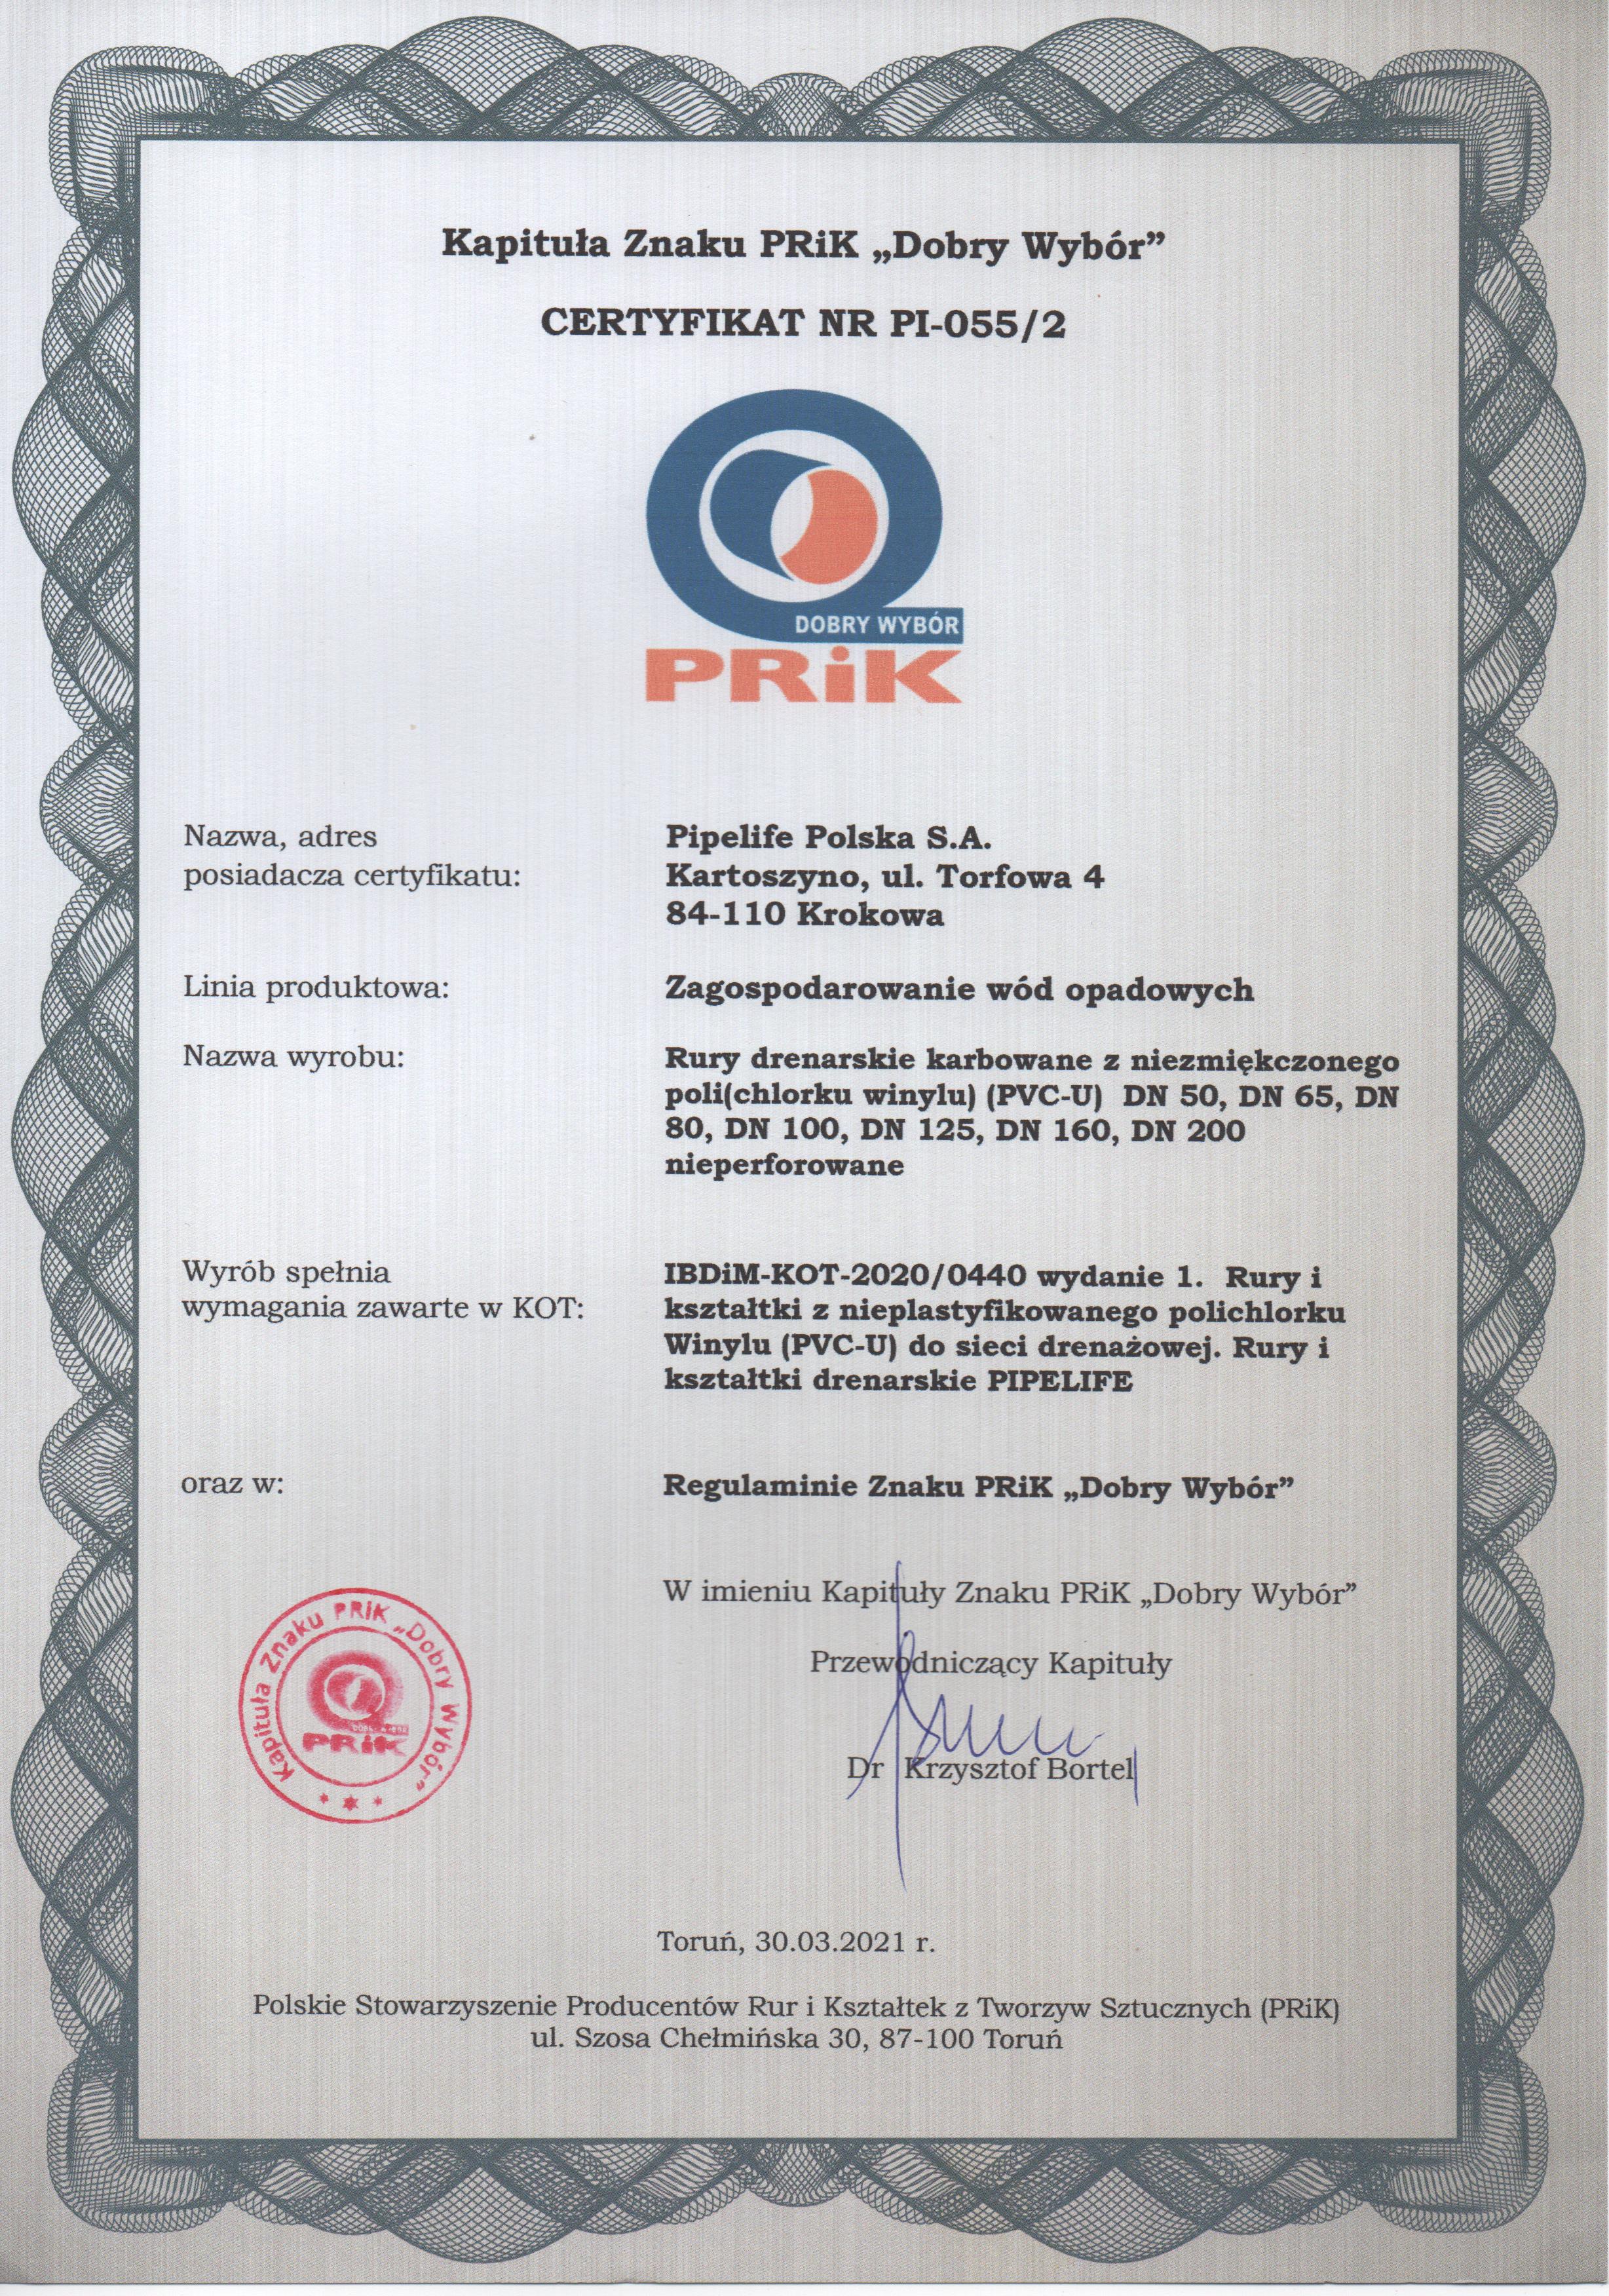 Kapituła Znaku PRiK „Dobry Wybór”
CERTYFIKAT NR PI-055/2
DOBRY WYBÓR
PRiK
Nazwa, adres
posiadacza certyfikatu:
Pipelife Polska S.A.
Kartoszyno, ul. Torfowa 4
84-110 Krokowa
Linia produktowa:
Zagospodarowanie wód opadowych
Nazwa wyrobu:
Rury drenarskie karbowane z niezmiękczonego
poli(chlorku winylu) (PVC-U) DN 50, DN 65, DN
80, DN 100, DN 125, DN 160, DN 200
nieperforowane
Wyrób spełnia
wymagania zawarte w KOT:
IBDiM-KOT-2020/0440 wydanie 1. Rury i
kształtki z nieplastyfikowanego polichlorku
Winylu (PVC-U) do sieci drenażowej. Rury i
kształtki drenarskie PIPELIFE
oraz w:
Regulaminie Znaku PRiK „Dobry Wybór”
W imieniu Kapituły Znaku PRiK „Dobry Wybór”
Przewodniczący Kapituły
Dr Krzysztof Bortel
Kapituła Znaku PRiK „Dobry Wybór”
PRiK
Toruń, 30.03.2021 r.
Polskie Stowarzyszenie Producentów Rur i Kształtek z Tworzyw Sztucznych (PRiK)
ul. Szosa Chełmińska 30, 87-100 Toruń